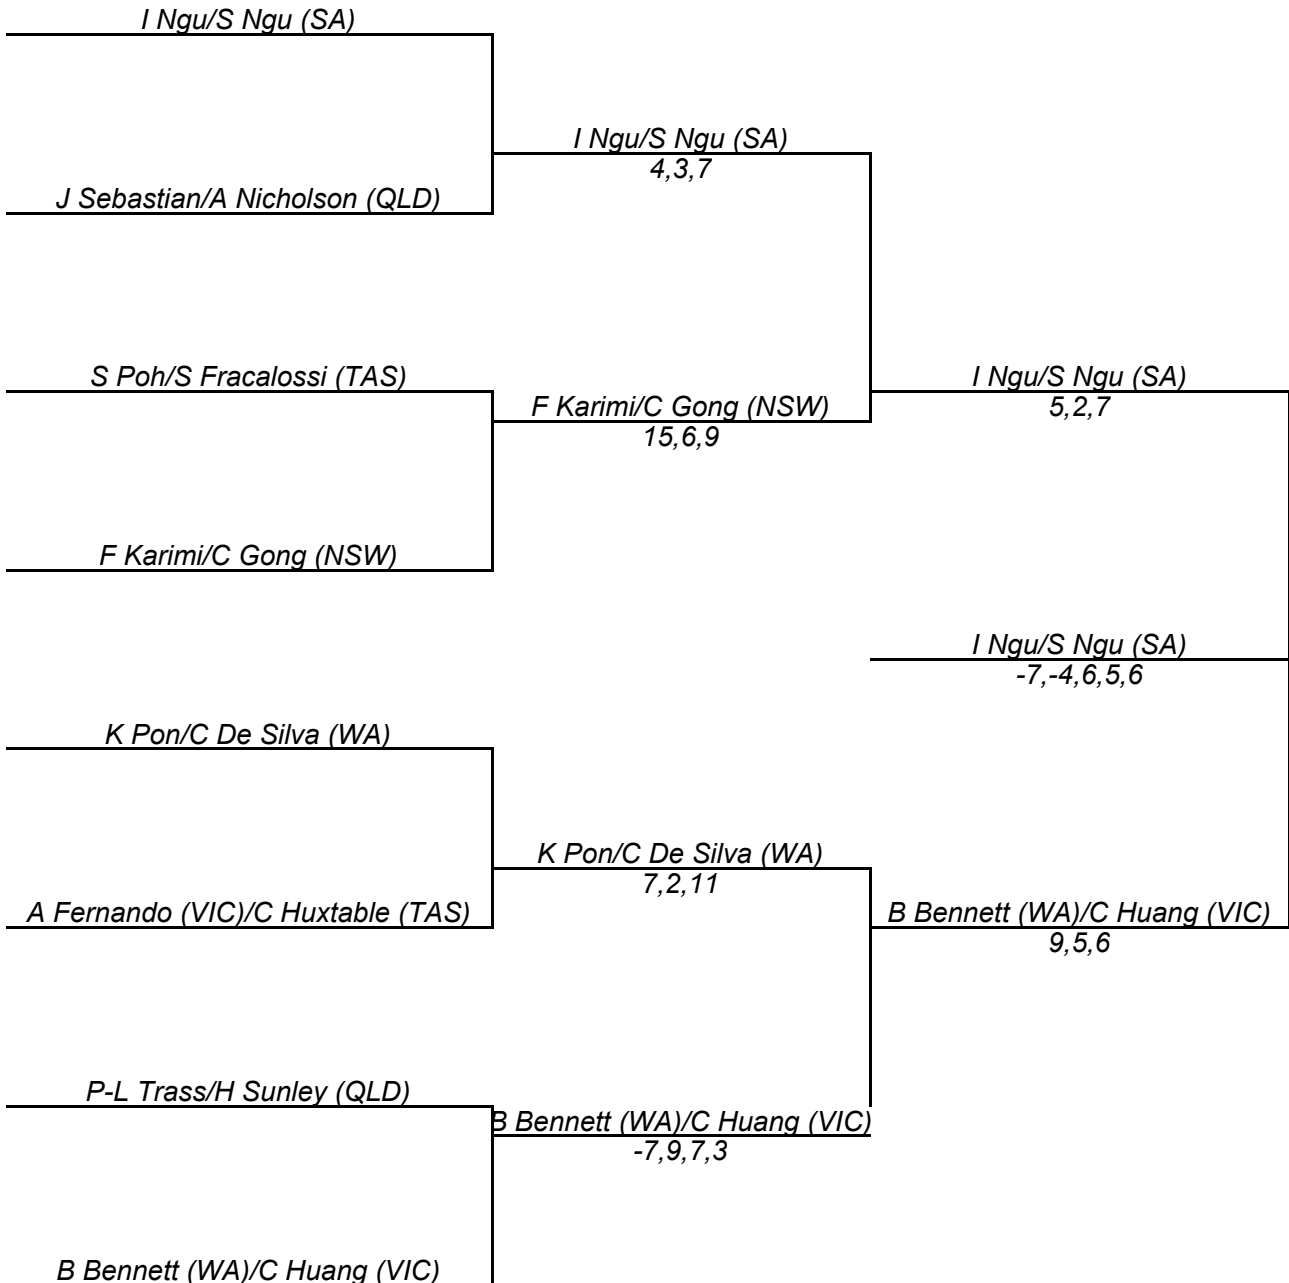 I Ngu/S Ngu (SA)
I Ngu/S Ngu (SA)
4,3,7
J Sebastian/A Nicholson (QLD)
S Poh/S Fracalossi (TAS)
I Ngu/S Ngu (SA)
5,2,7
F Karimi/C Gong (NSW)
15,6,9
F Karimi/C Gong (NSW)
I Ngu/S Ngu (SA)
-7,-4,6,5,6
K Pon/C De Silva (WA)
K Pon/C De Silva (WA)
7,2,11
A Fernando (VIC)/C Huxtable (TAS)
B Bennett (WA)/C Huang (VIC)
9,5,6
P-L Trass/H Sunley (QLD)
B Bennett (WA)/C Huang (VIC)
-7,9,7,3
B Bennett (WA)/C Huang (VIC)